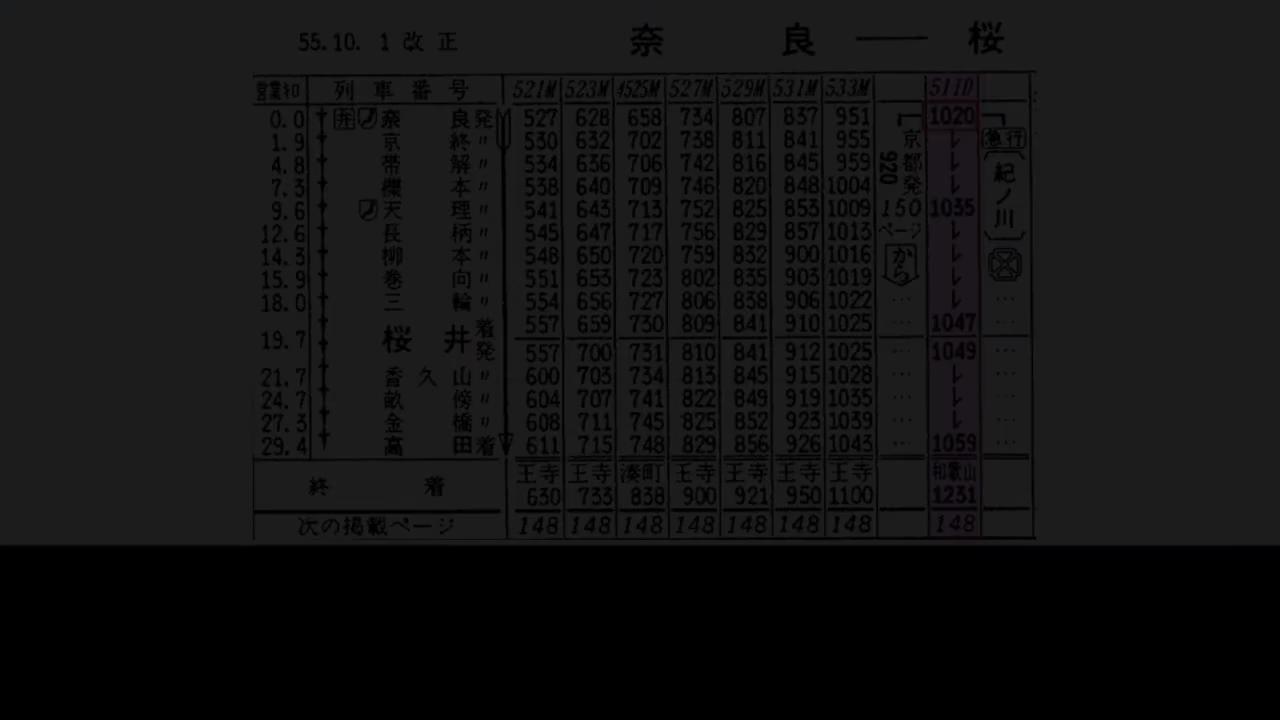 55.10. 1 改正 奈 良 ── 桜
営業キロ 列車番号 521M 523M 4525M 527M 529M 531M 533M 511D
0.0 弁 奈良発 527 628 658 734 807 837 951 1020
1.9 京終〃 530 632 702 738 811 841 955 京 レ 急行
4.8 帯解〃 534 636 706 742 816 845 959 都 レ
7.3 櫟本〃 538 640 709 746 820 848 1004 発 920 レ 紀ノ川
9.6 天理〃 541 643 713 752 825 853 1009 150 1035
12.6 長柄〃 545 647 717 756 829 857 1013 ページ レ
14.3 柳本〃 548 650 720 759 832 900 1016 から レ
15.9 巻向〃 551 653 723 802 835 903 1019 レ
18.0 三輪〃 554 656 727 806 838 906 1022 … レ …
19.7 桜井 着 557 659 730 809 841 910 1025 … 1047 …
発 557 700 731 810 841 912 1025 … 1049 …
21.7 香久山〃 600 703 734 813 845 915 1028 … レ …
24.7 畝傍〃 604 707 741 822 849 919 1035 … レ …
27.3 金橋〃 608 711 745 825 852 923 1039 … レ …
29.4 高田着 611 715 748 829 856 926 1043 … 1059 …
終着 王寺 王寺 湊町 王寺 王寺 王寺 王寺 和歌山
630 733 838 900 921 950 1100 1231
次の掲載ページ 148 148 148 148 148 148 148 148